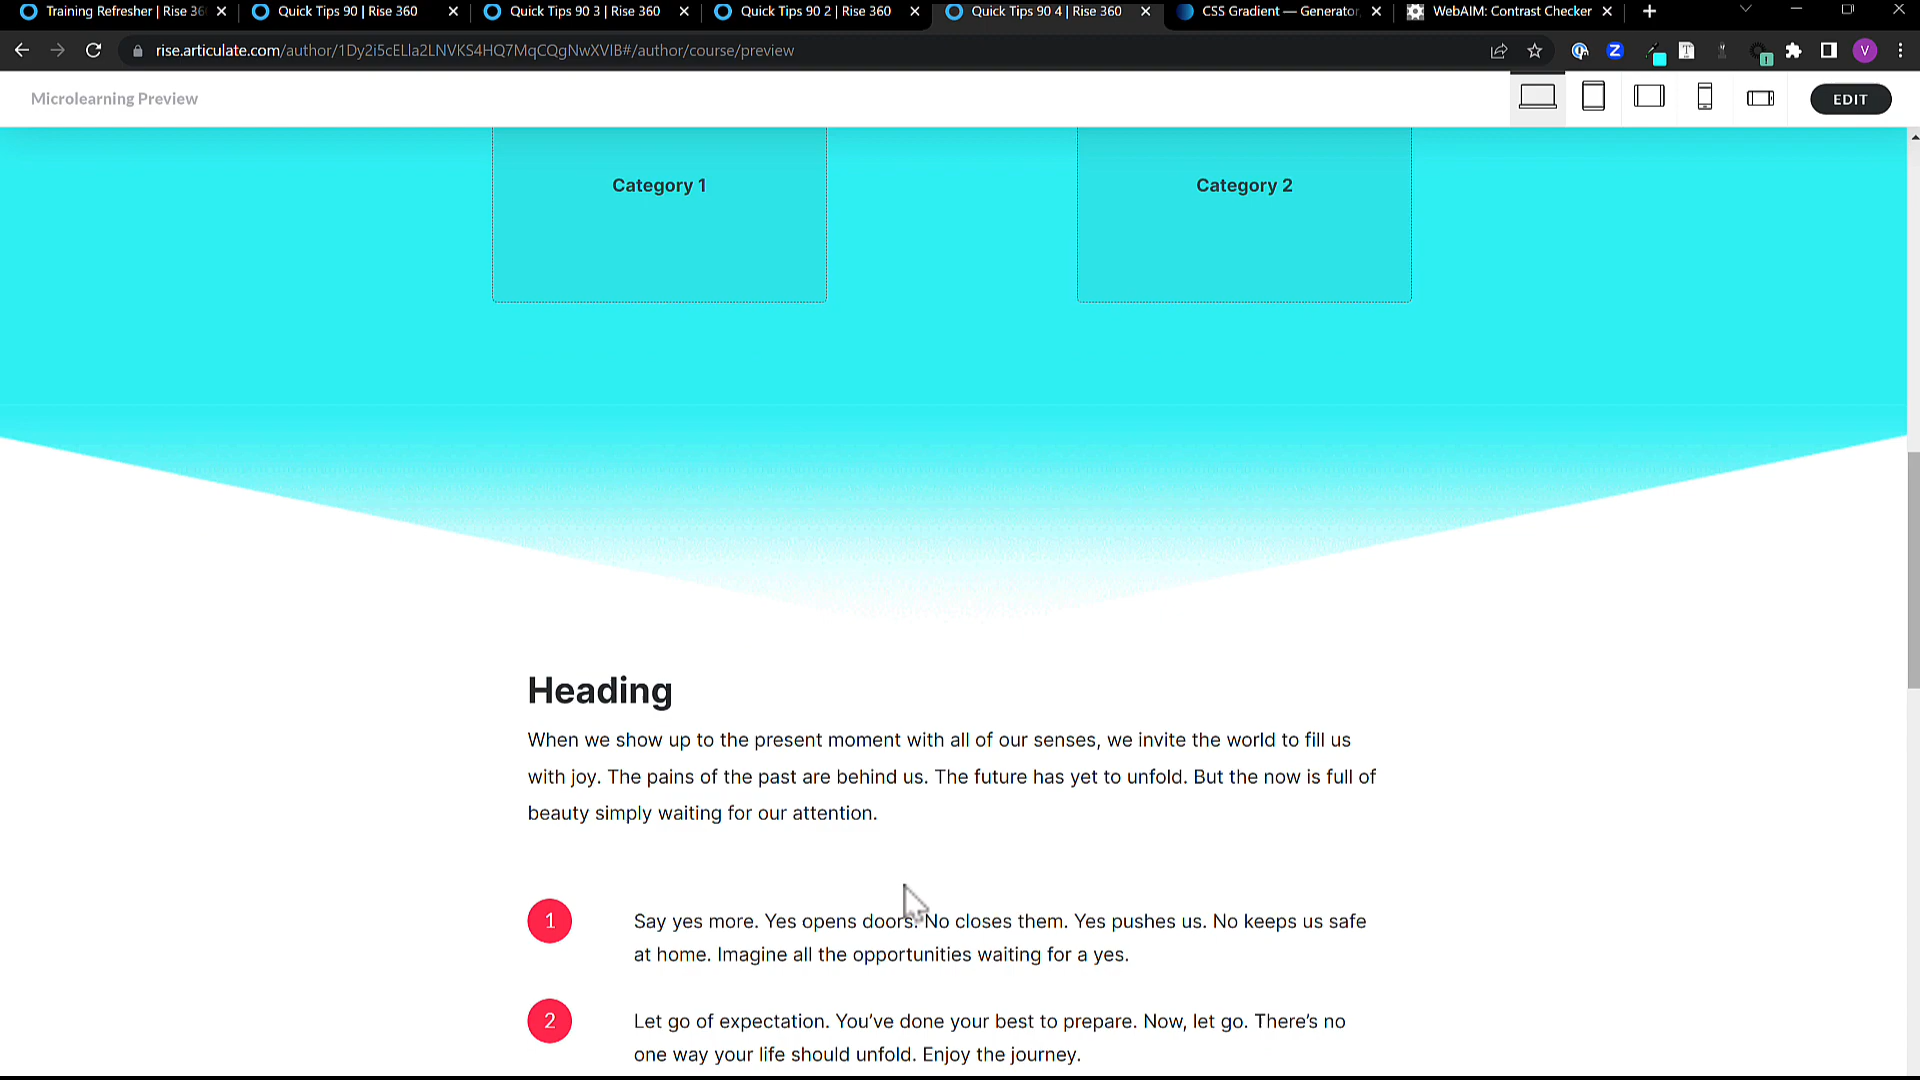 Training Refresher | Rise 36
Quick Tips 90 | Rise 360
Quick Tips 90 3 | Rise 360
Quick Tips 90 2 | Rise 360
Quick Tips 90 4 | Rise 360
CSS Gradient — Generator
WebAIM: Contrast Checker
rise.articulate.com/author/1Dy2i5cELla2LNVKS4HQ7MqCQgNwXVIB#/author/course/preview
V
Microlearning Preview
EDIT
Category 1
Category 2
Heading
When we show up to the present moment with all of our senses, we invite the world to fill us
with joy. The pains of the past are behind us. The future has yet to unfold. But the now is full of
beauty simply waiting for our attention.
1
Say yes more. Yes opens doors. No closes them. Yes pushes us. No keeps us safe
at home. Imagine all the opportunities waiting for a yes.
2
Let go of expectation. You’ve done your best to prepare. Now, let go. There’s no
one way your life should unfold. Enjoy the journey.